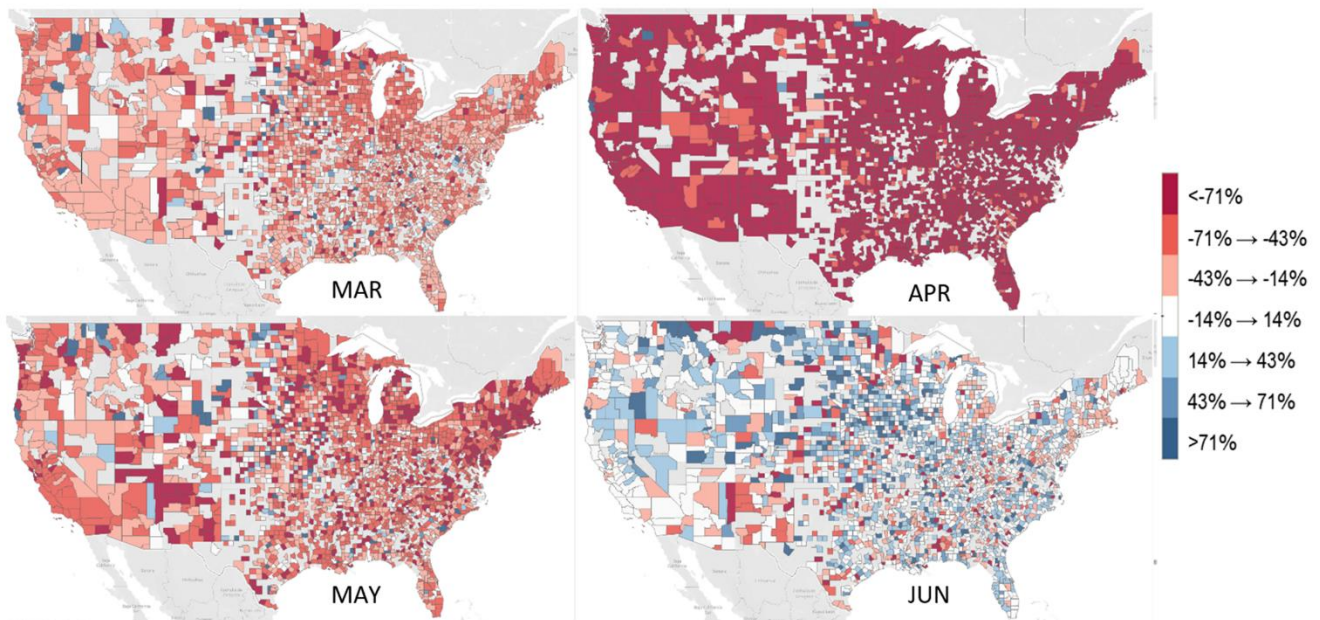 MAR
APR
MAY
JUN
<-71%
-71% → -43%
-43% → -14%
-14% → 14%
14% → 43%
43% → 71%
>71%